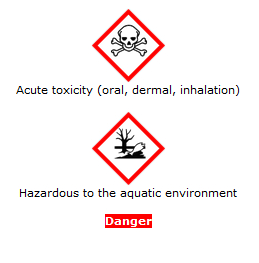 Acute toxicity (oral, dermal, inhalation)
Hazardous to the aquatic environment
Danger